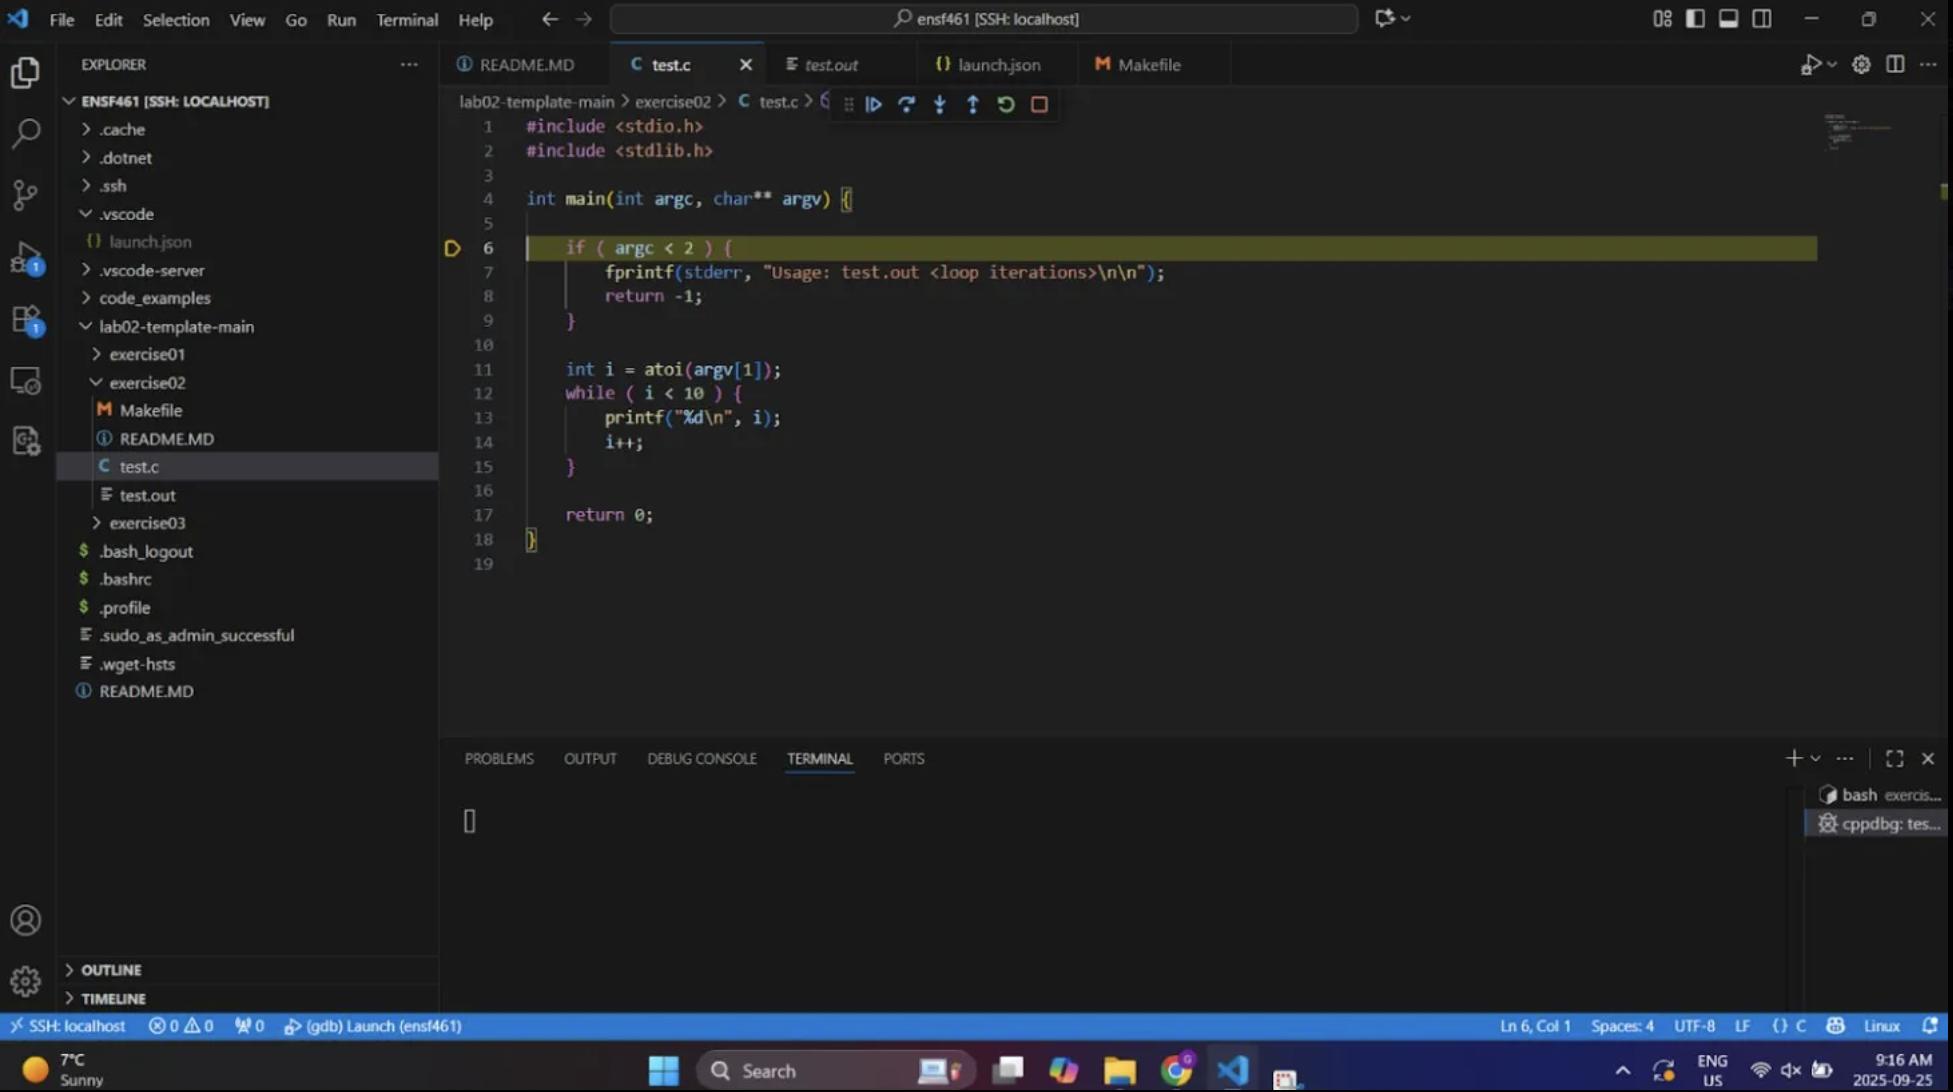 File Edit Selection View Go Run Terminal Help
ensf461 [SSH: localhost]
EXPLORER
ENSF461 [SSH: LOCALHOST]
.cache
.dotnet
.ssh
.vscode
{} launch.json
.vscode-server
code_examples
lab02-template-main
exercise01
exercise02
M Makefile
README.MD
C test.c
test.out
exercise03
$ .bash_logout
$ .bashrc
$ .profile
.sudo_as_admin_successful
.wget-hsts
README.MD
OUTLINE
TIMELINE
README.MD C test.c test.out {} launch.json M Makefile
lab02-template-main > exercise02 > C test.c >
1 #include <stdio.h>
2 #include <stdlib.h>
3
4 int main(int argc, char** argv) {
5
6 if ( argc < 2 ) {
7 fprintf(stderr, "Usage: test.out <loop iterations>\n\n");
8 return -1;
9 }
10
11 int i = atoi(argv[1]);
12 while ( i < 10 ) {
13 printf("%d\n", i);
14 i++;
15 }
16
17 return 0;
18 }
19
PROBLEMS OUTPUT DEBUG CONSOLE TERMINAL PORTS
bash exercis...
cppdbg: tes...
SSH: localhost 0 0 0 (gdb) Launch (ensf461) Ln 6, Col 1 Spaces: 4 UTF-8 LF {} C Linux
7°C
Sunny
Search
ENG
US
9:16 AM
2025-09-25